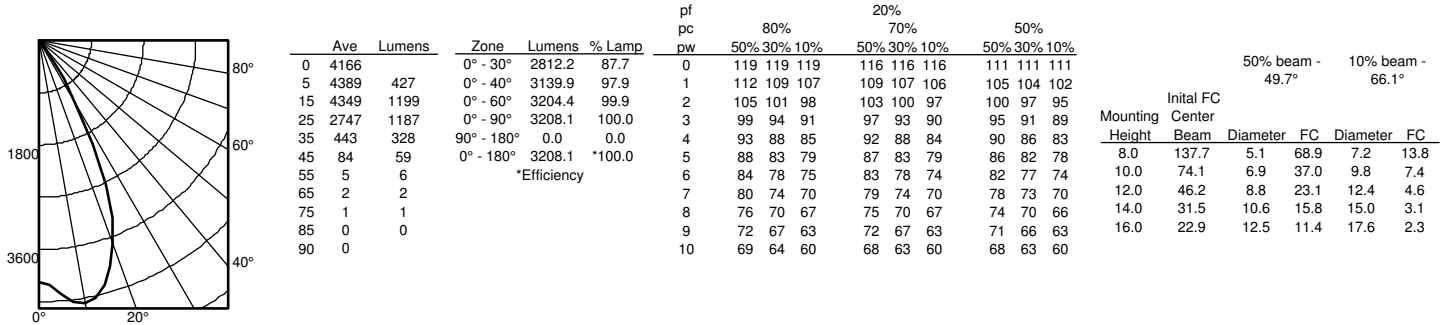 1800
3600
0°
20°
40°
60°
80°
Ave Lumens
0 4166
5 4389 427
15 4349 1199
25 2747 1187
35 443 328
45 84 59
55 5 6
65 2 2
75 1 1
85 0 0
90 0
Zone Lumens % Lamp
0° - 30° 2812.2 87.7
0° - 40° 3139.9 97.9
0° - 60° 3204.4 99.9
0° - 90° 3208.1 100.0
90° - 180° 0.0 0.0
0° - 180° 3208.1 *100.0
*Efficiency
pf 20%
pc 80% 70% 50%
pw 50% 30% 10% 50% 30% 10% 50% 30% 10%
0 119 119 119 116 116 116 111 111 111
1 112 109 107 109 107 106 105 104 102
2 105 101 98 103 100 97 100 97 95
3 99 94 91 97 93 90 95 91 89
4 93 88 85 92 88 84 90 86 83
5 88 83 79 87 83 79 86 82 78
6 84 78 75 83 78 74 82 77 74
7 80 74 70 79 74 70 78 73 70
8 76 70 67 75 70 67 74 70 66
9 72 67 63 72 67 63 71 66 63
10 69 64 60 68 63 60 68 63 60
50% beam - 10% beam -
49.7° 66.1°
Inital FC
Mounting Center
Height Beam Diameter FC Diameter FC
8.0 137.7 5.1 68.9 7.2 13.8
10.0 74.1 6.9 37.0 9.8 7.4
12.0 46.2 8.8 23.1 12.4 4.6
14.0 31.5 10.6 15.8 15.0 3.1
16.0 22.9 12.5 11.4 17.6 2.3